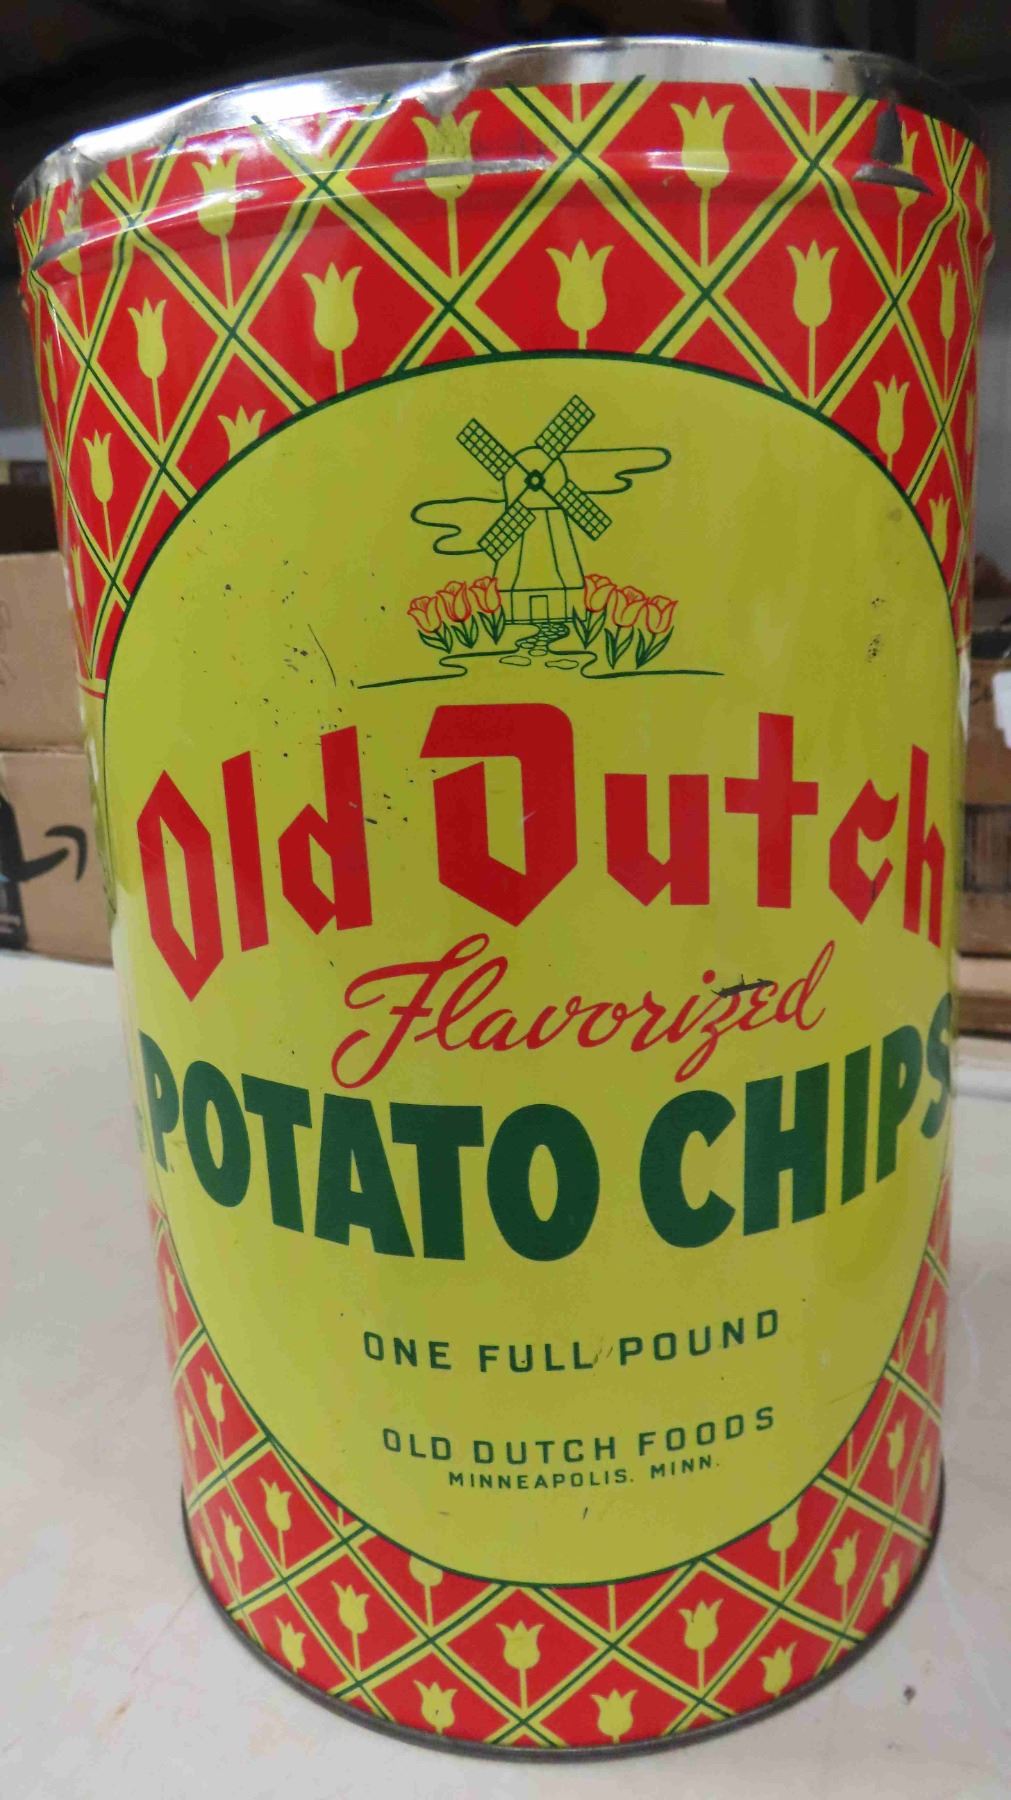 Old Dutch
Flavorized
POTATO CHIPS
ONE FULL POUND
OLD DUTCH FOODS
MINNEAPOLIS. MINN.